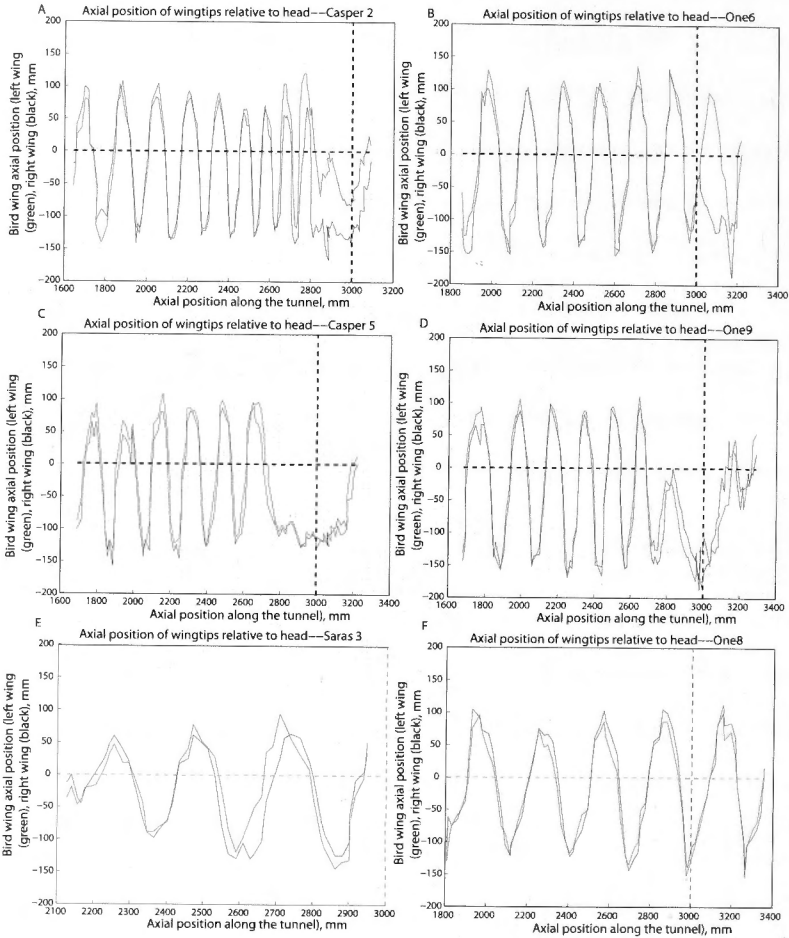 A
Axial position of wingtips relative to head––Casper 2
Bird wing axial position (left wing
(green), right wing (black), mm
200
150
100
50
0
−50
−100
−150
200
1600 1800 2000 2200 2400 2600 2800 3000 3200
Axial position along the tunnel, mm
B
Axial position of wingtips relative to head––One6
Bird wing axial position (left wing
(green), right wing (black), mm
200
150
100
50
0
−50
−100
−150
−200
1800 2000 2200 2400 2600 2800 3000 3200 3400
Axial position along the tunnel, mm
C
Axial position of wingtips relative to head––Casper 5
Bird wing axial position (left wing
(green), right wing (black), mm
200
150
100
50
0
−50
−100
−150
−200
1600 1800 2000 2200 2400 2600 2800 3000 3200 3400
Axial position along the tunnel), mm
D
Axial position of wingtips relative to head––One9
Bird wing axial position (left wing
(green), right wing (black), mm
200
150
100
50
0
−50
−100
−150
−200
1600 1800 2000 2200 2400 2600 2800 3000 3200 3400
Axial position along the tunnel), mm
E
Axial position of wingtips relative to head––Saras 3
Bird wing axial position (left wing
(green), right wing (black), mm
200
150
100
50
0
−50
−100
−150
−200
2100 2200 2300 2400 2500 2600 2700 2800 2900 3000
Axial position along the tunnel), mm
F
Axial position of wingtips relative to head––One8
Bird wing axial position (left wing
(green), right wing (black), mm
200
150
100
50
0
−50
−100
−150
−200
1800 2000 2200 2400 2600 2800 3000 3200 3400
Axial position along the tunnel), mm